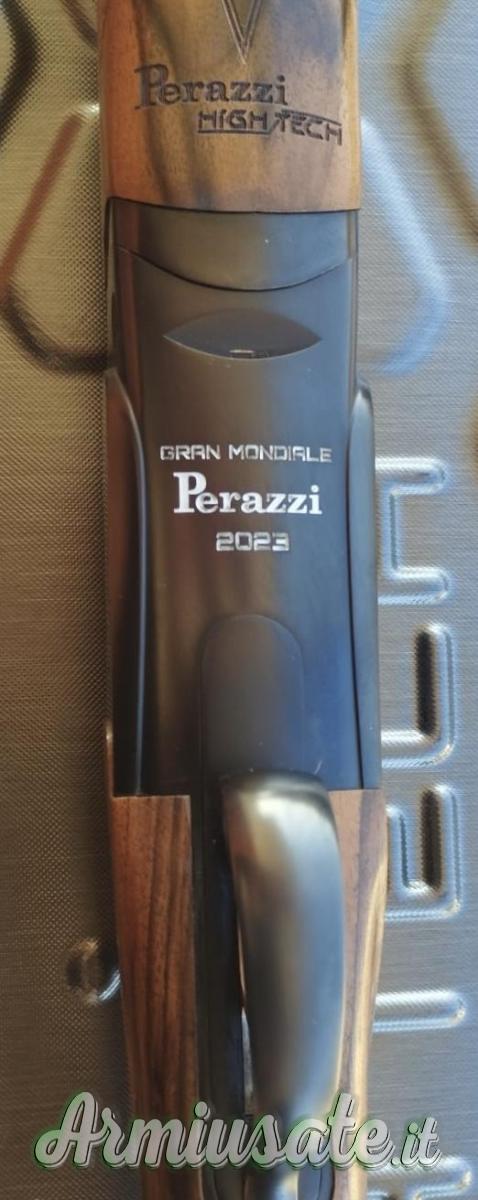 Perazzi
HIGH TECH
GRAN MONDIALE
Perazzi
2023
Armiusate.it